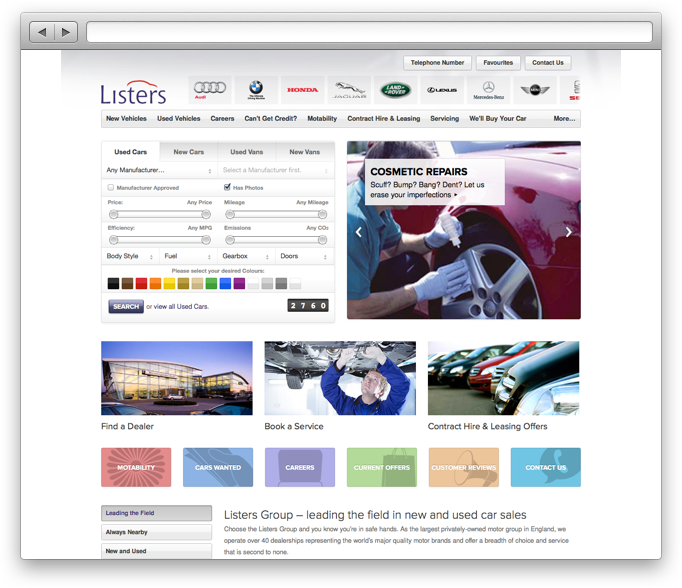 Telephone Number Favourites Contact Us
Listers
Audi HONDA JAGUAR LAND ROVER LEXUS Mercedes-Benz MINI
New Vehicles Used Vehicles Careers Can't Get Credit? Motability Contract Hire & Leasing Servicing We'll Buy Your Car More...
Used Cars New Cars Used Vans New Vans
Any Manufacturer... Select a Manufacturer first.
Manufacturer Approved Has Photos
Price: Any Price Mileage Any Mileage
Efficiency: Any MPG Emissions Any CO₂
Body Style Fuel Gearbox Doors
Please select your desired Colours:
SEARCH or view all Used Cars. 2760
COSMETIC REPAIRS
Scuff? Bump? Bang? Dent? Let us
erase your imperfections ▸
Find a Dealer Book a Service Contract Hire & Leasing Offers
MOTABILITY CARS WANTED CAREERS CURRENT OFFERS CUSTOMER REVIEWS CONTACT US
Leading the Field
Always Nearby
New and Used
Listers Group – leading the field in new and used car sales
Choose the Listers Group and you know you're in safe hands. As the largest privately-owned motor group in England, we
operate over 40 dealerships representing the world's major quality motor brands and offer a breadth of choice and service
that is second to none.